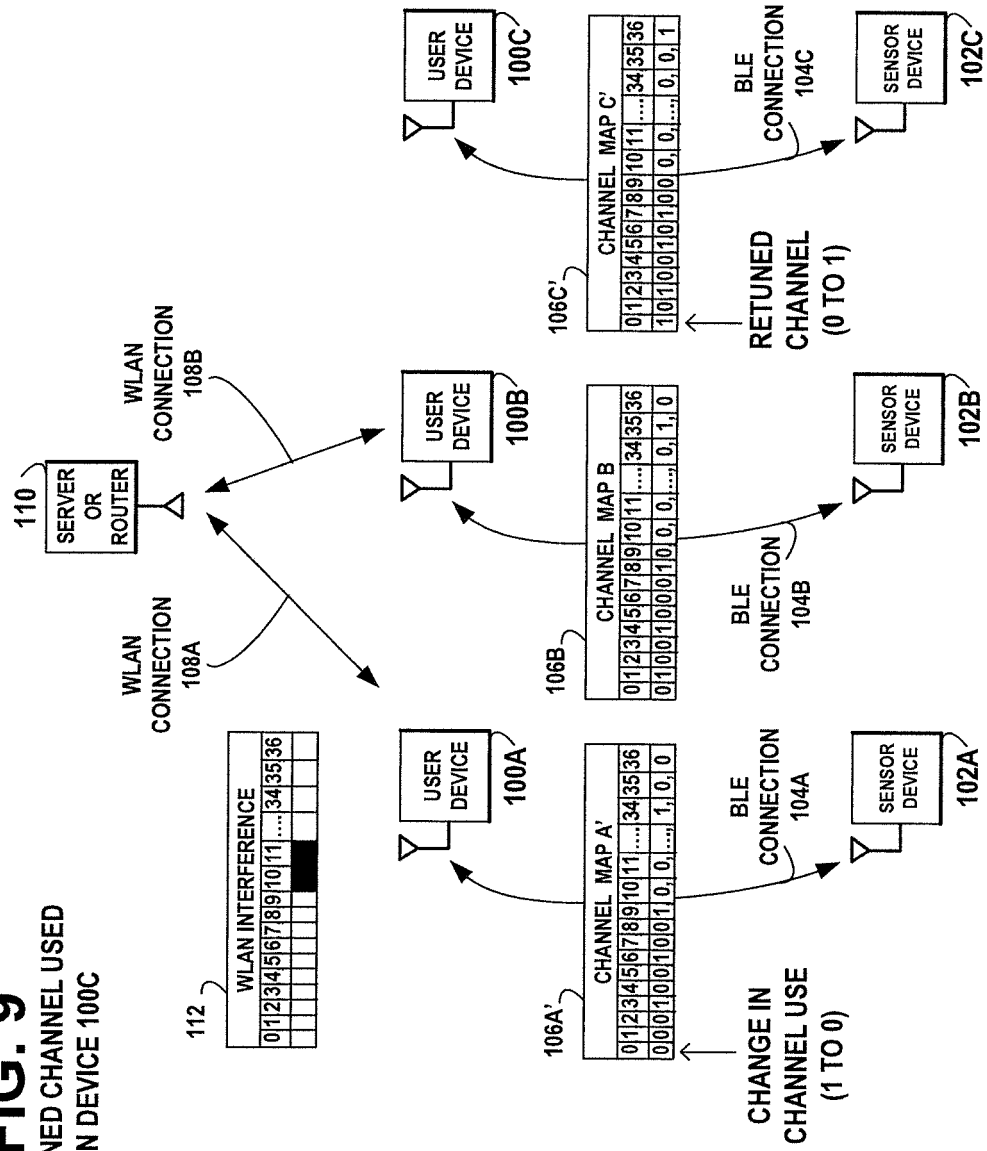 FIG. 9
NED CHANNEL USED
N DEVICE 100C
110
SERVER
OR
ROUTER
WLAN
CONNECTION
108A
WLAN
CONNECTION
108B
112
WLAN INTERFERENCE
0 1 2 3 4 5 6 7 8 9 10 11 .... 34 35 36
USER
DEVICE
100A
USER
DEVICE
100B
USER
DEVICE
100C
106A'
CHANNEL MAP A'
0 1 2 3 4 5 6 7 8 9 10 11 .... 34 35 36
0 0 0 1 0 0 1 0 0 1 0, 0, ...., 1, 0, 0
106B
CHANNEL MAP B
0 1 2 3 4 5 6 7 8 9 10 11 .... 34 35 36
0 1 0 0 1 0 0 0 1 0 0, 0, ...., 0, 1, 0
106C'
CHANNEL MAP C'
0 1 2 3 4 5 6 7 8 9 10 11 .... 34 35 36
1 0 1 0 0 1 0 1 0 0 0, 0, ...., 0, 0, 1
CHANGE IN
CHANNEL USE
(1 TO 0)
BLE
CONNECTION
104A
BLE
CONNECTION
104B
RETUNED
CHANNEL
(0 TO 1)
BLE
CONNECTION
104C
SENSOR
DEVICE
102A
SENSOR
DEVICE
102B
SENSOR
DEVICE
102C